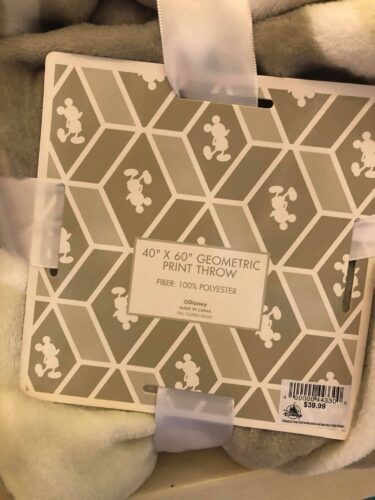 40" X 60" GEOMETRIC
PRINT THROW
FIBER: 100% POLYESTER
©Disney
MADE IN CHINA
$39.99